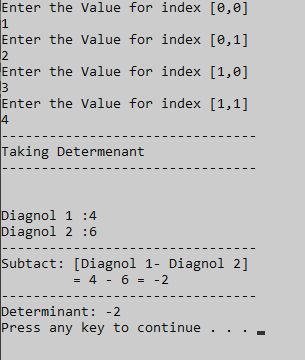 Enter the Value for index [0,0]
1
Enter the Value for index [0,1]
2
Enter the Value for index [1,0]
3
Enter the Value for index [1,1]
4
--------------------------------
Taking Determenant
--------------------------------
Diagnol 1 :4
Diagnol 2 :6
--------------------------------
Subtact: [Diagnol 1- Diagnol 2]
= 4 - 6 = -2
--------------------------------
Determinant: -2
Press any key to continue . . .